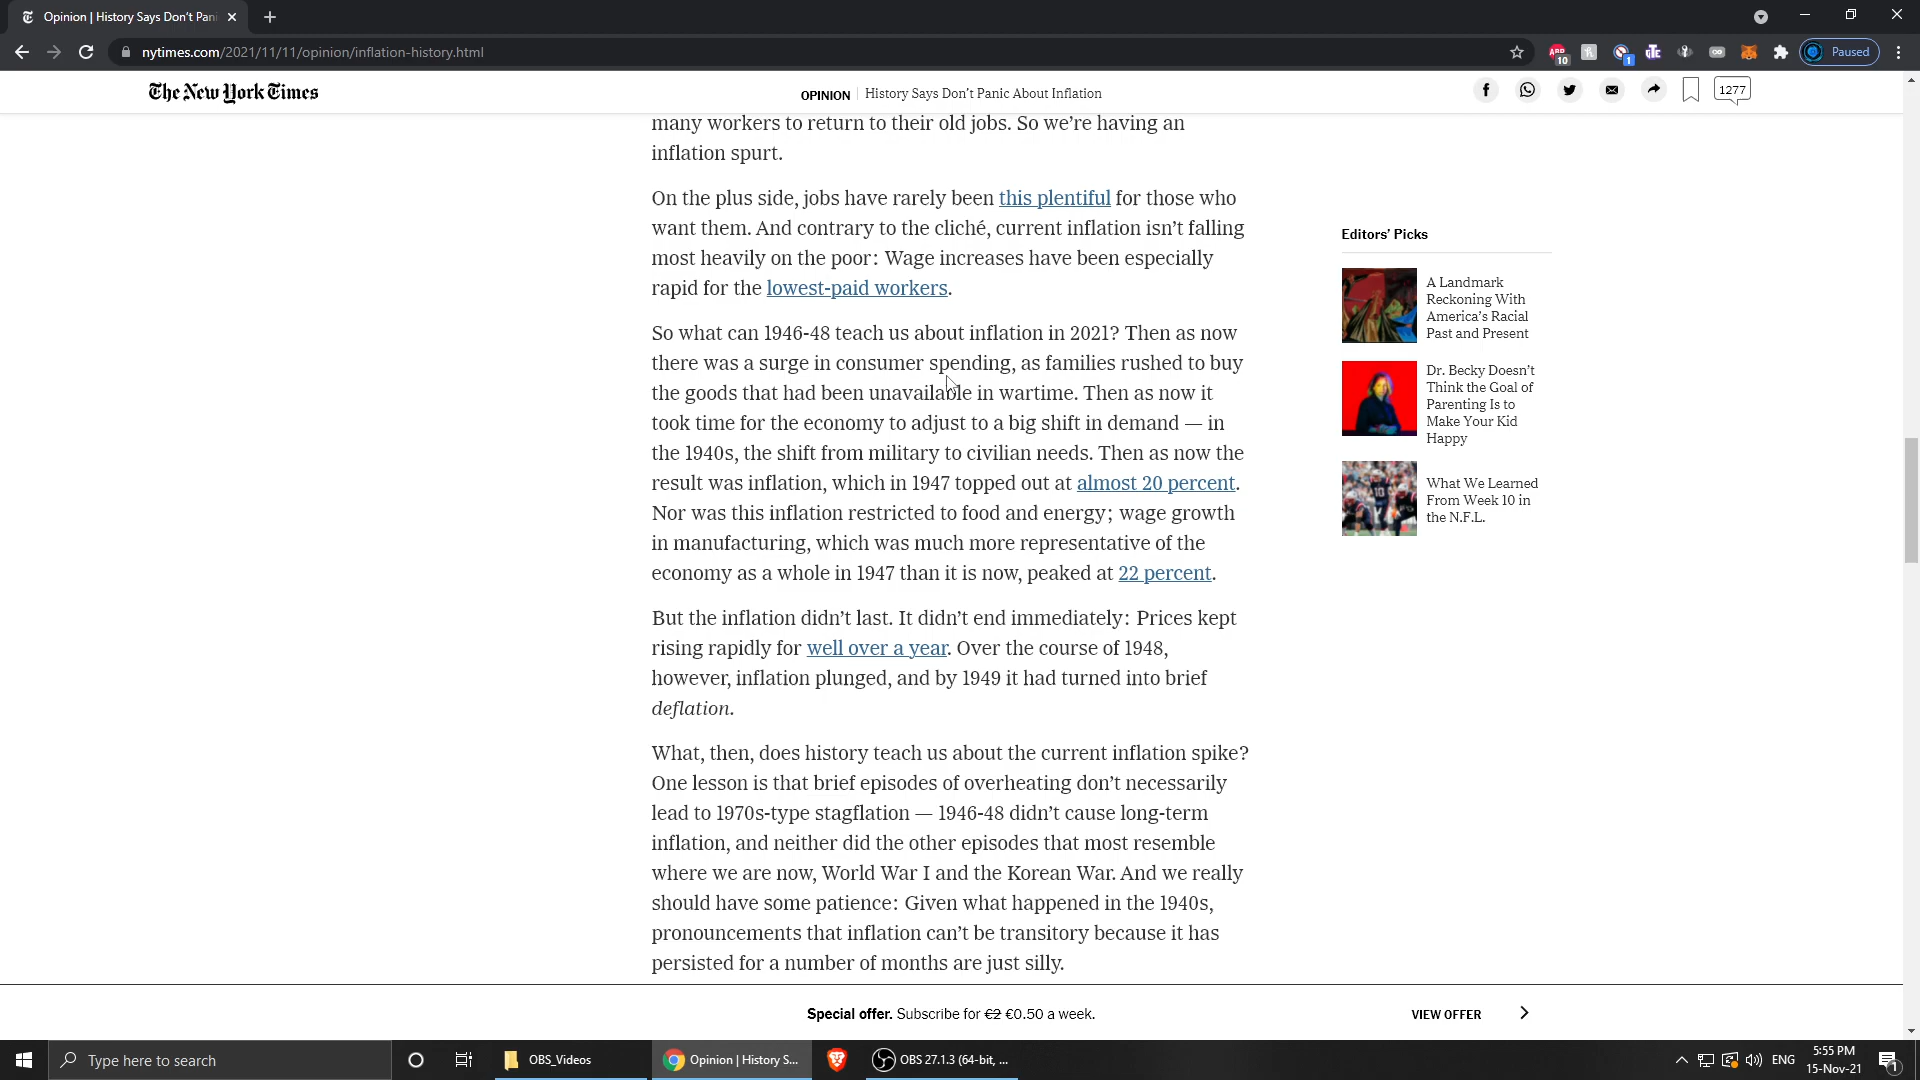 Opinion | History Says Don't Pani
nytimes.com/2021/11/11/opinion/inflation-history.html
ABP
10
1
Paused
The New York Times
OPINION
History Says Don't Panic About Inflation
1277
many workers to return to their old jobs. So we're having an
inflation spurt.
On the plus side, jobs have rarely been this plentiful for those who
want them. And contrary to the cliché, current inflation isn't falling
most heavily on the poor: Wage increases have been especially
rapid for the lowest-paid workers.
So what can 1946-48 teach us about inflation in 2021? Then as now
there was a surge in consumer spending, as families rushed to buy
the goods that had been unavailable in wartime. Then as now it
took time for the economy to adjust to a big shift in demand — in
the 1940s, the shift from military to civilian needs. Then as now the
result was inflation, which in 1947 topped out at almost 20 percent.
Nor was this inflation restricted to food and energy; wage growth
in manufacturing, which was much more representative of the
economy as a whole in 1947 than it is now, peaked at 22 percent.
But the inflation didn't last. It didn't end immediately: Prices kept
rising rapidly for well over a year. Over the course of 1948,
however, inflation plunged, and by 1949 it had turned into brief
deflation.
What, then, does history teach us about the current inflation spike?
One lesson is that brief episodes of overheating don't necessarily
lead to 1970s-type stagflation — 1946-48 didn't cause long-term
inflation, and neither did the other episodes that most resemble
where we are now, World War I and the Korean War. And we really
should have some patience: Given what happened in the 1940s,
pronouncements that inflation can't be transitory because it has
persisted for a number of months are just silly.
Editors' Picks
A Landmark
Reckoning With
America's Racial
Past and Present
Dr. Becky Doesn't
Think the Goal of
Parenting Is to
Make Your Kid
Happy
What We Learned
From Week 10 in
the N.F.L.
Special offer. Subscribe for €2 €0.50 a week.
VIEW OFFER
Type here to search
OBS_Videos
Opinion | History S...
OBS 27.1.3 (64-bit, ...
ENG
5:55 PM
15-Nov-21
1